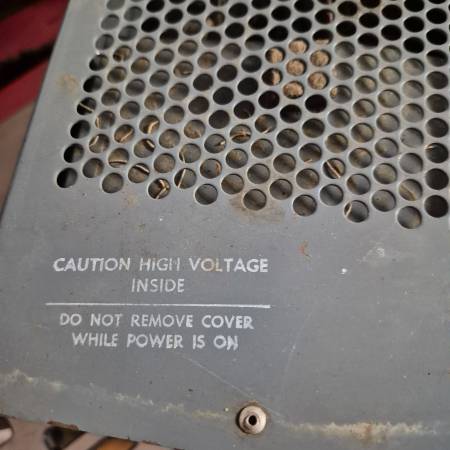 CAUTION HIGH VOLTAGE
INSIDE
DO NOT REMOVE COVER
WHILE POWER IS ON